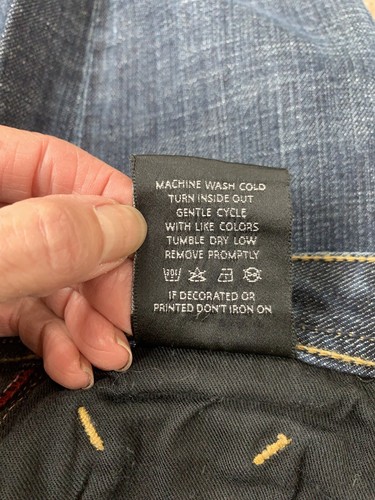 MACHINE WASH COLD
TURN INSIDE OUT
GENTLE CYCLE
WITH LIKE COLORS
TUMBLE DRY LOW
REMOVE PROMPTLY
IF DECORATED OR
PRINTED DON'T IRON ON